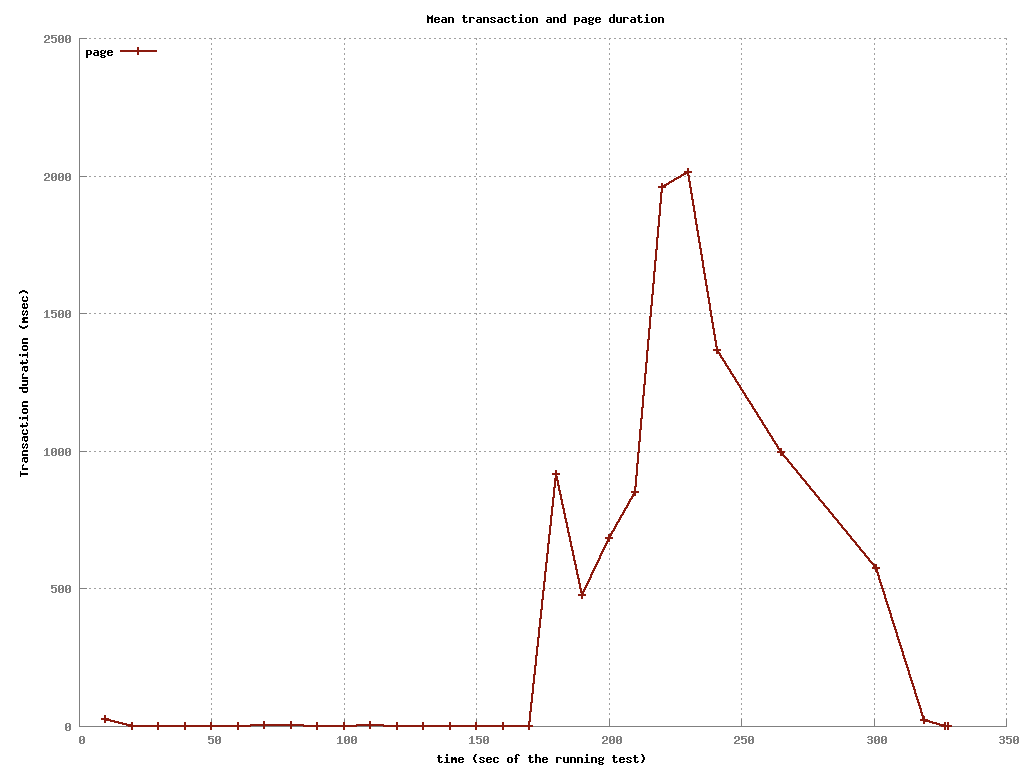 Mean transaction and page duration
page
2500
2000
1500
1000
500
0
Transaction duration (msec)
0 50 100 150 200 250 300 350
time (sec of the running test)